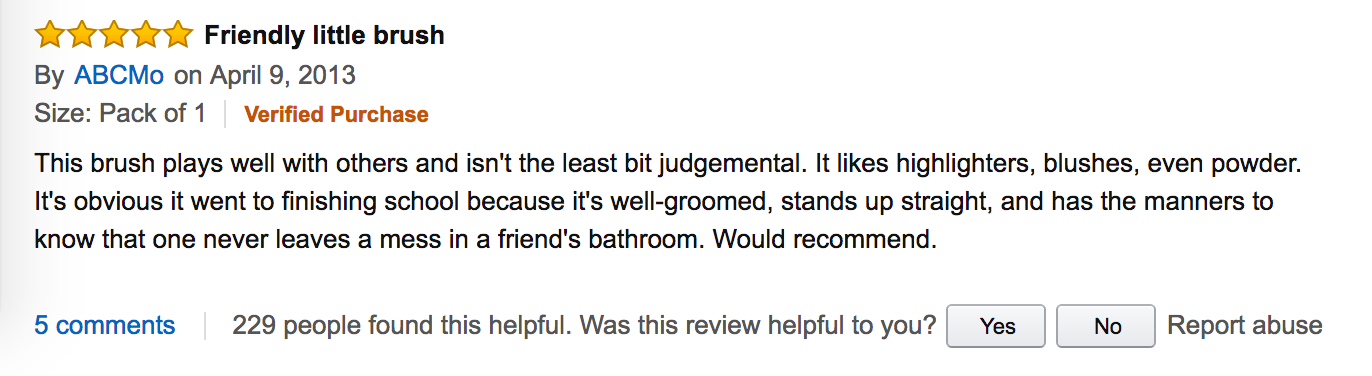 Friendly little brush
By ABCMo on April 9, 2013
Size: Pack of 1 Verified Purchase
This brush plays well with others and isn't the least bit judgemental. It likes highlighters, blushes, even powder.
It's obvious it went to finishing school because it's well-groomed, stands up straight, and has the manners to
know that one never leaves a mess in a friend's bathroom. Would recommend.
5 comments 229 people found this helpful. Was this review helpful to you? Yes No Report abuse